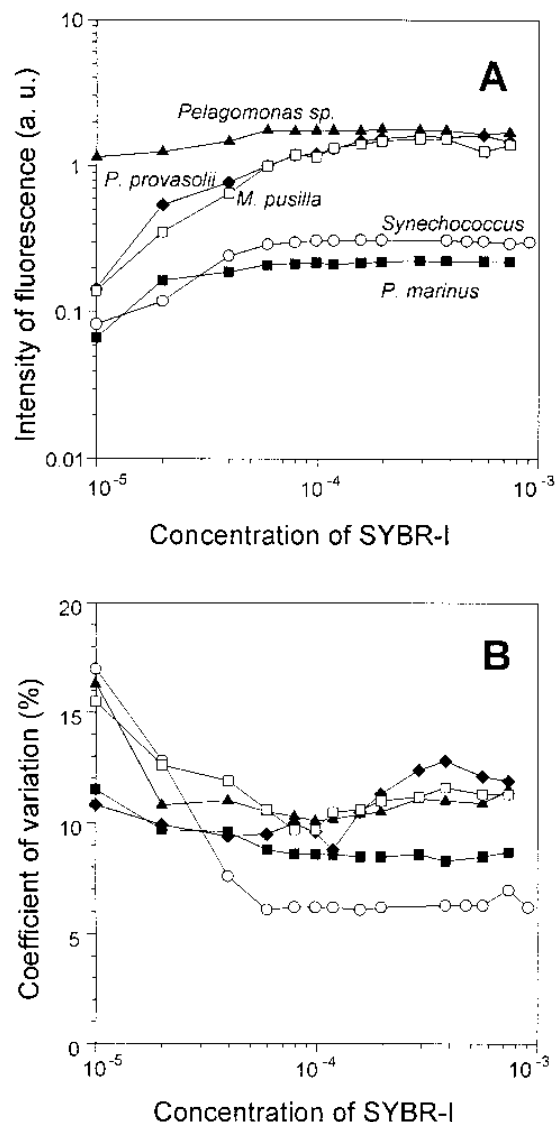 A
10
1
0.1
0.01
Intensity of fluorescence (a. u.)
Pelagomonas sp.
P. provasolii
M. pusilla
Synechococcus
P. marinus
10-5
10-4
10-3
Concentration of SYBR-I
B
20
15
10
5
0
Coefficient of variation (%)
10-5
10-4
10-3
Concentration of SYBR-I